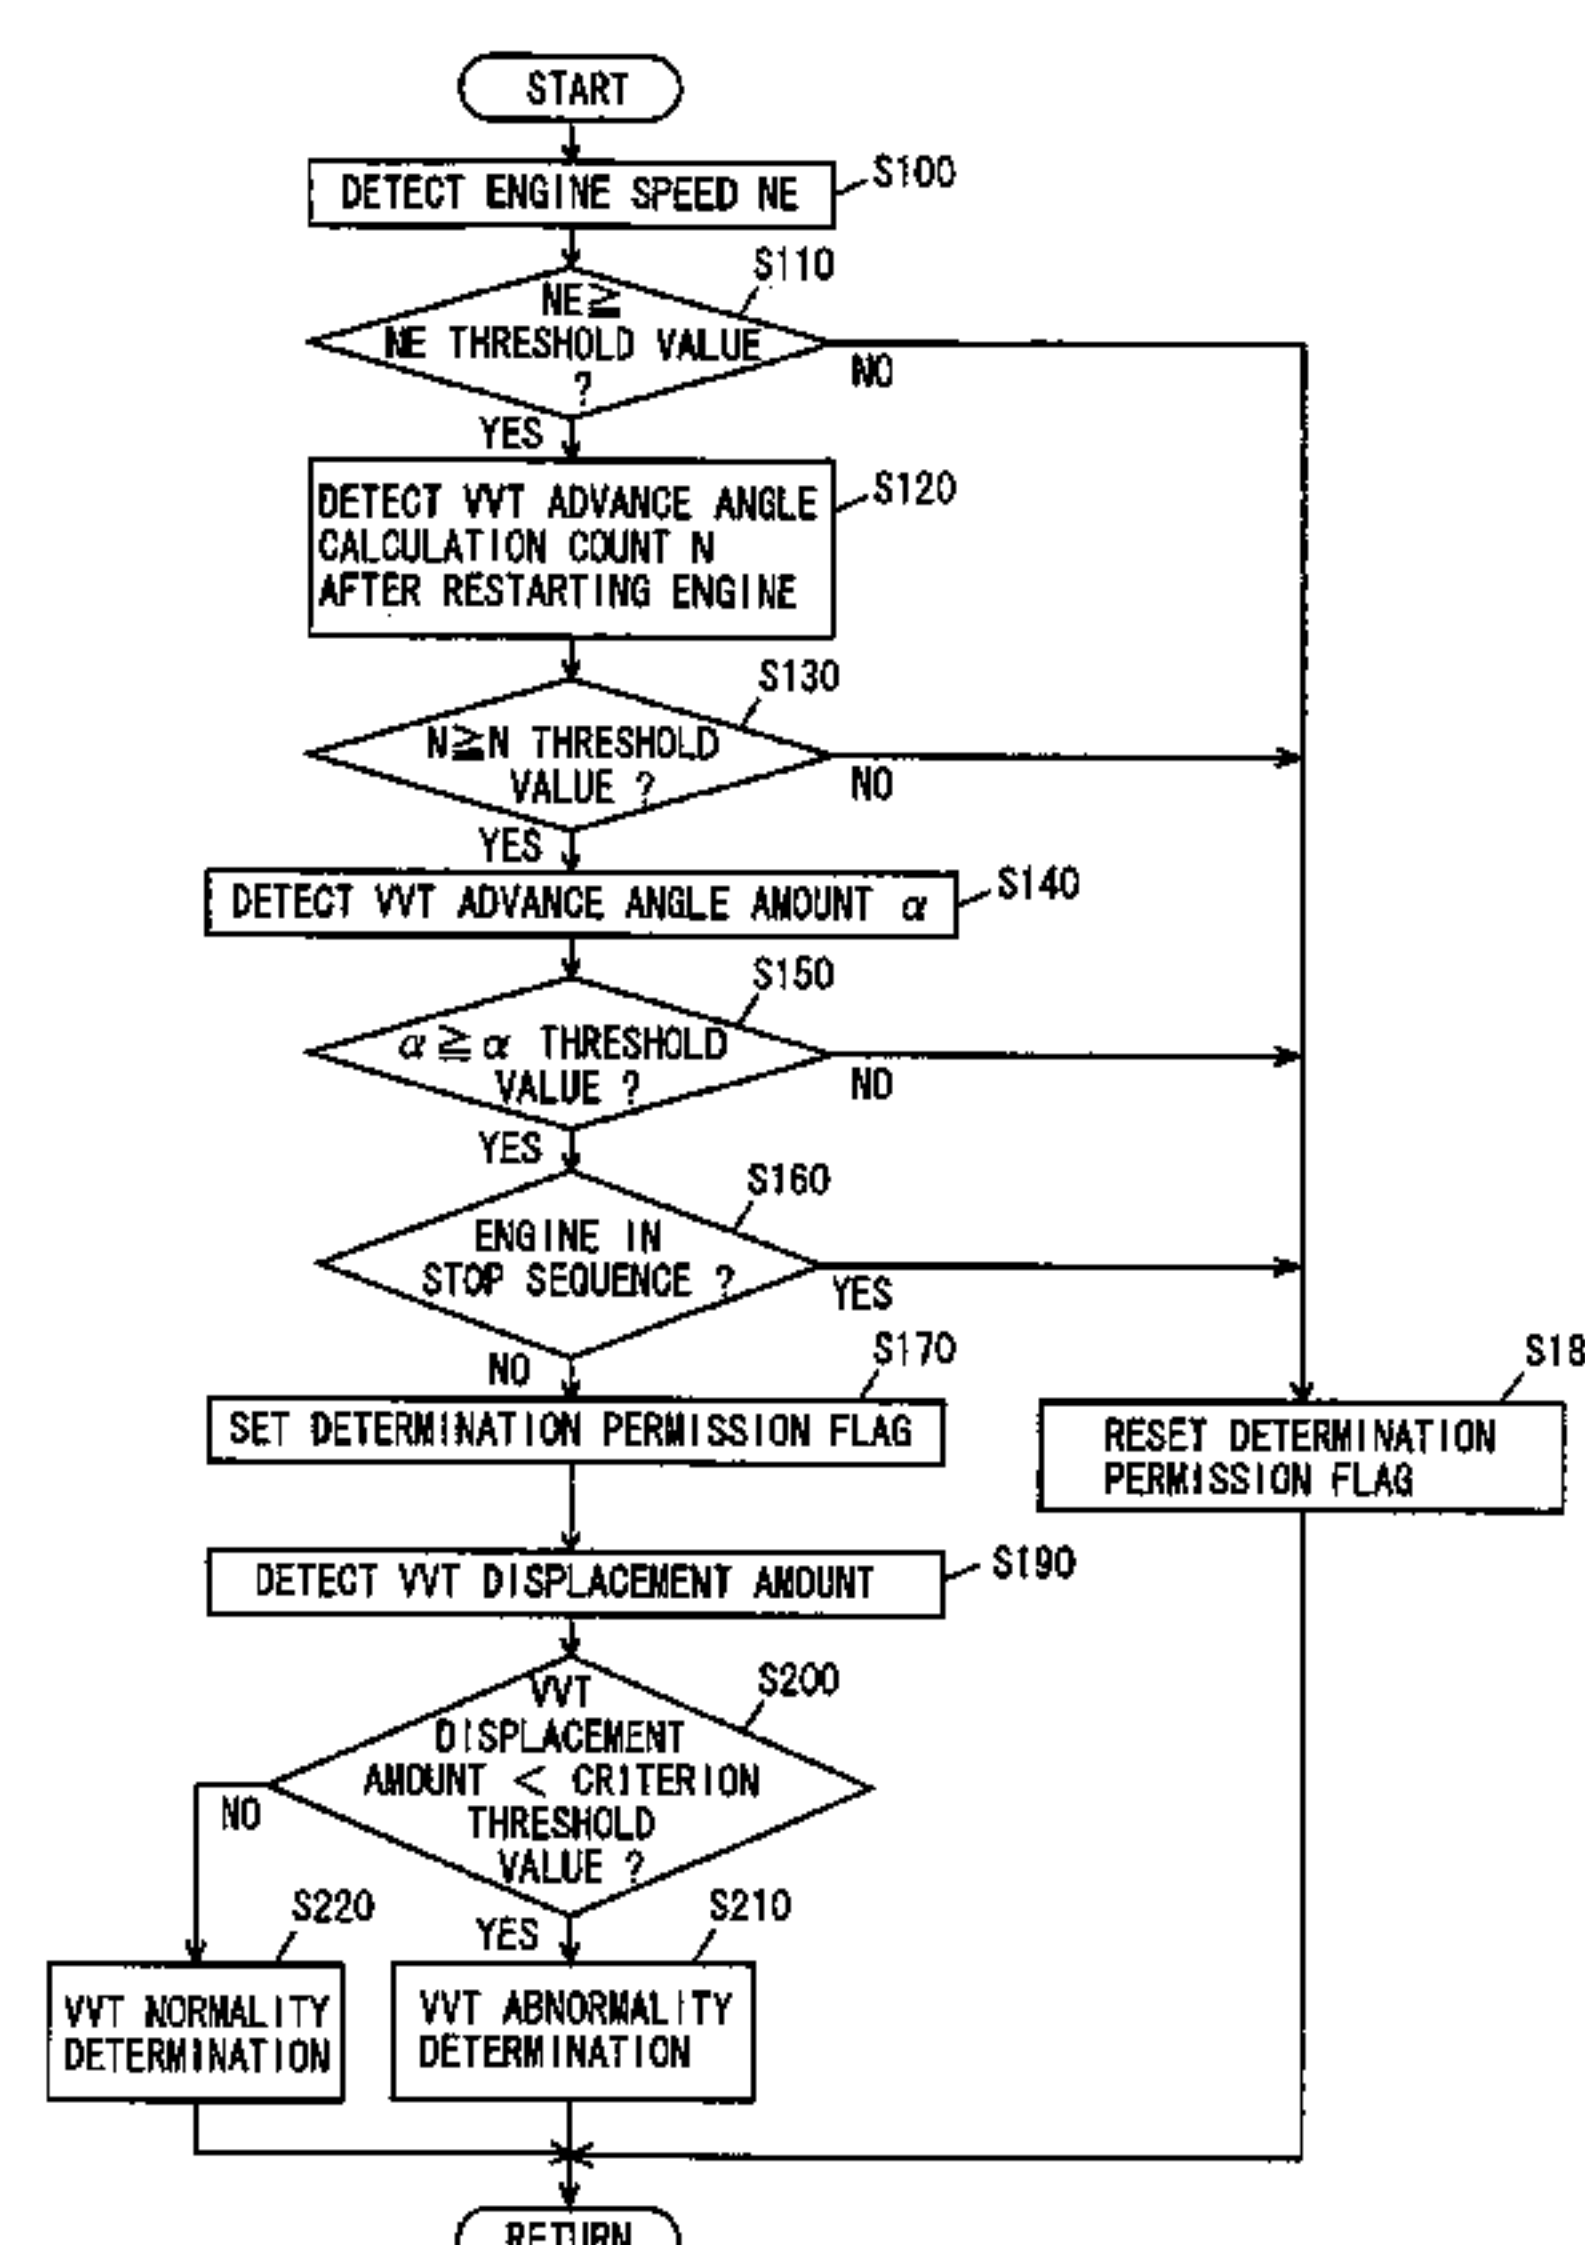 START
DETECT ENGINE SPEED NE
S100
S110
NE≧
NE THRESHOLD VALUE
?
NO
YES
DETECT VVT ADVANCE ANGLE
CALCULATION COUNT N
AFTER RESTARTING ENGINE
S120
S130
N≧N THRESHOLD
VALUE ?
NO
YES
DETECT VVT ADVANCE ANGLE AMOUNT α
S140
S150
α≧α THRESHOLD
VALUE ?
NO
YES
S160
ENGINE IN
STOP SEQUENCE ?
YES
NO
S170
SET DETERMINATION PERMISSION FLAG
S18
RESET DETERMINATION
PERMISSION FLAG
DETECT VVT DISPLACEMENT AMOUNT
S190
S200
VVT
DISPLACEMENT
AMOUNT < CRITERION
THRESHOLD
VALUE ?
NO
YES
S220
VVT NORMALITY
DETERMINATION
S210
VVT ABNORMALITY
DETERMINATION
RETURN